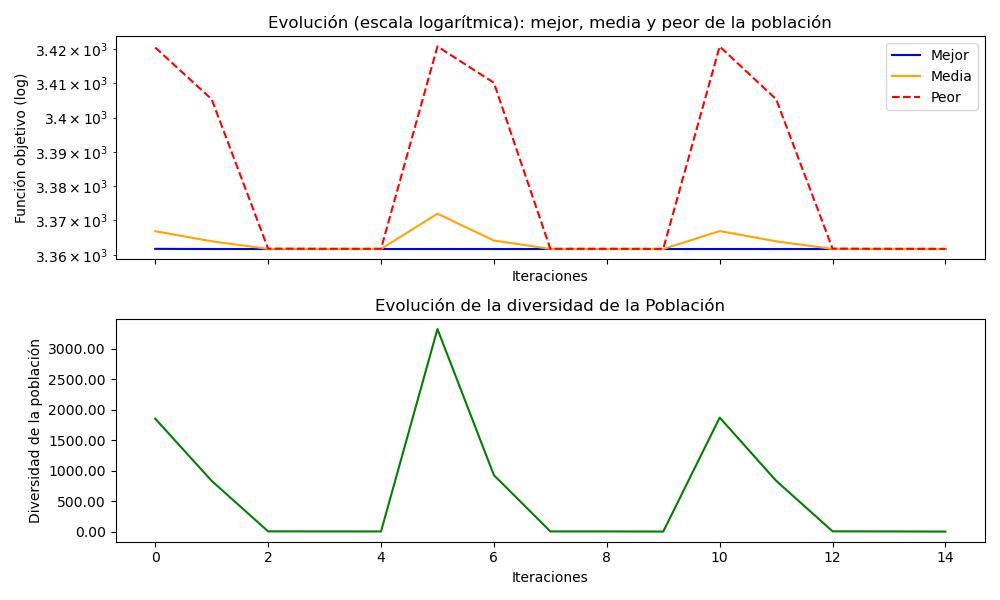 Evolución (escala logarítmica): mejor, media y peor de la población
3.42 × 10³
3.41 × 10³
3.4 × 10³
3.39 × 10³
3.38 × 10³
3.37 × 10³
3.36 × 10³
Función objetivo (log)
Mejor
Media
Peor
Iteraciones
Evolución de la diversidad de la Población
3000.00
2500.00
2000.00
1500.00
1000.00
500.00
0.00
Diversidad de la población
0 2 4 6 8 10 12 14
Iteraciones